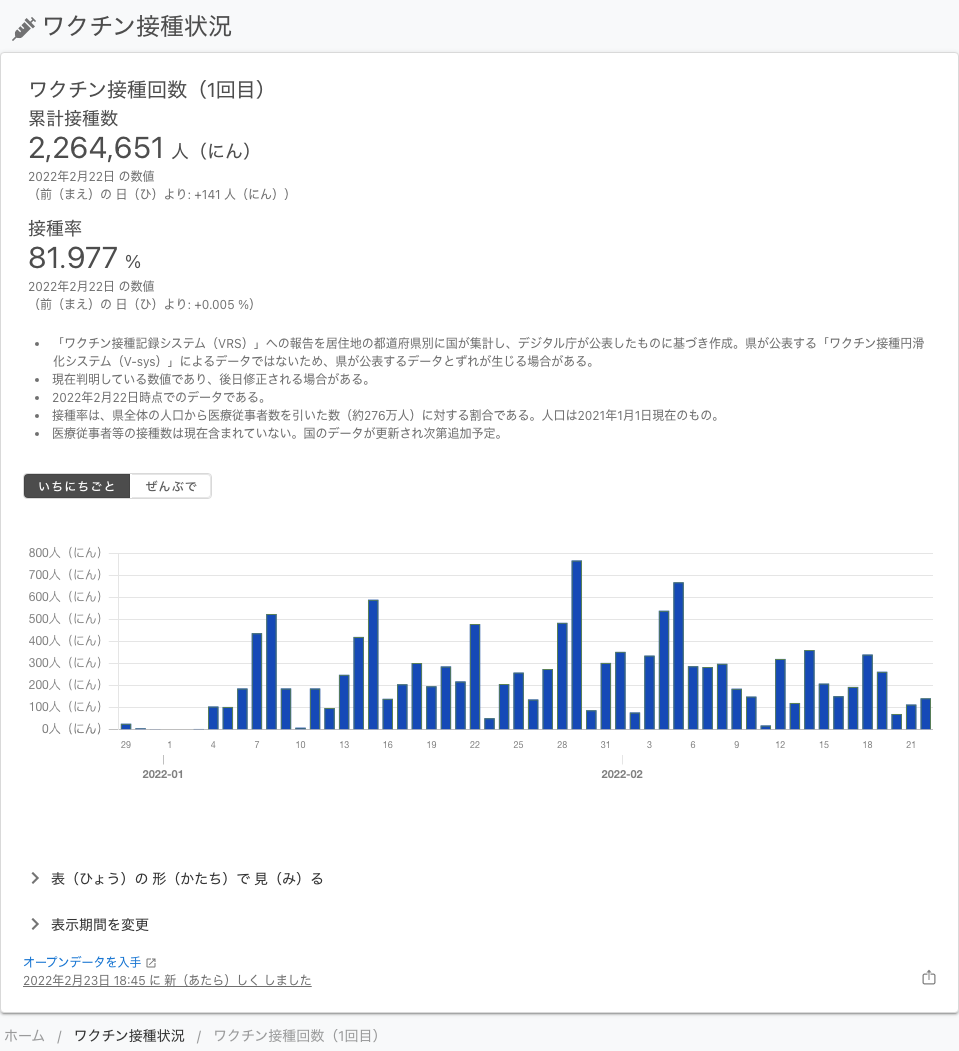 ワクチン接種状況
ワクチン接種回数（1回目）
累計接種数
2,264,651 人（にん）
2022年2月22日 の数値
（前（まえ）の 日（ひ）より: +141 人（にん））
接種率
81.977 %
2022年2月22日 の数値
（前（まえ）の 日（ひ）より: +0.005 %）
• 「ワクチン接種記録システム（VRS）」への報告を居住地の都道府県別に国が集計し、デジタル庁が公表したものに基づき作成。県が公表する「ワクチン接種円滑
化システム（V-sys）」によるデータではないため、県が公表するデータとずれが生じる場合がある。
• 現在判明している数値であり、後日修正される場合がある。
• 2022年2月22日時点でのデータである。
• 接種率は、県全体の人口から医療従事者数を引いた数（約276万人）に対する割合である。人口は2021年1月1日現在のもの。
• 医療従事者等の接種数は現在含まれていない。国のデータが更新され次第追加予定。
いちにちごと ぜんぶで
800人（にん）
700人（にん）
600人（にん）
500人（にん）
400人（にん）
300人（にん）
200人（にん）
100人（にん）
0人（にん）
29 1 4 7 10 13 16 19 22 25 28 31 3 6 9 12 15 18 21
2022-01 2022-02
表（ひょう）の 形（かたち）で 見（み）る
表示期間を変更
オープンデータを入手
2022年2月23日 18:45 に 新（あたら）しく しました
ホーム / ワクチン接種状況 / ワクチン接種回数（1回目）